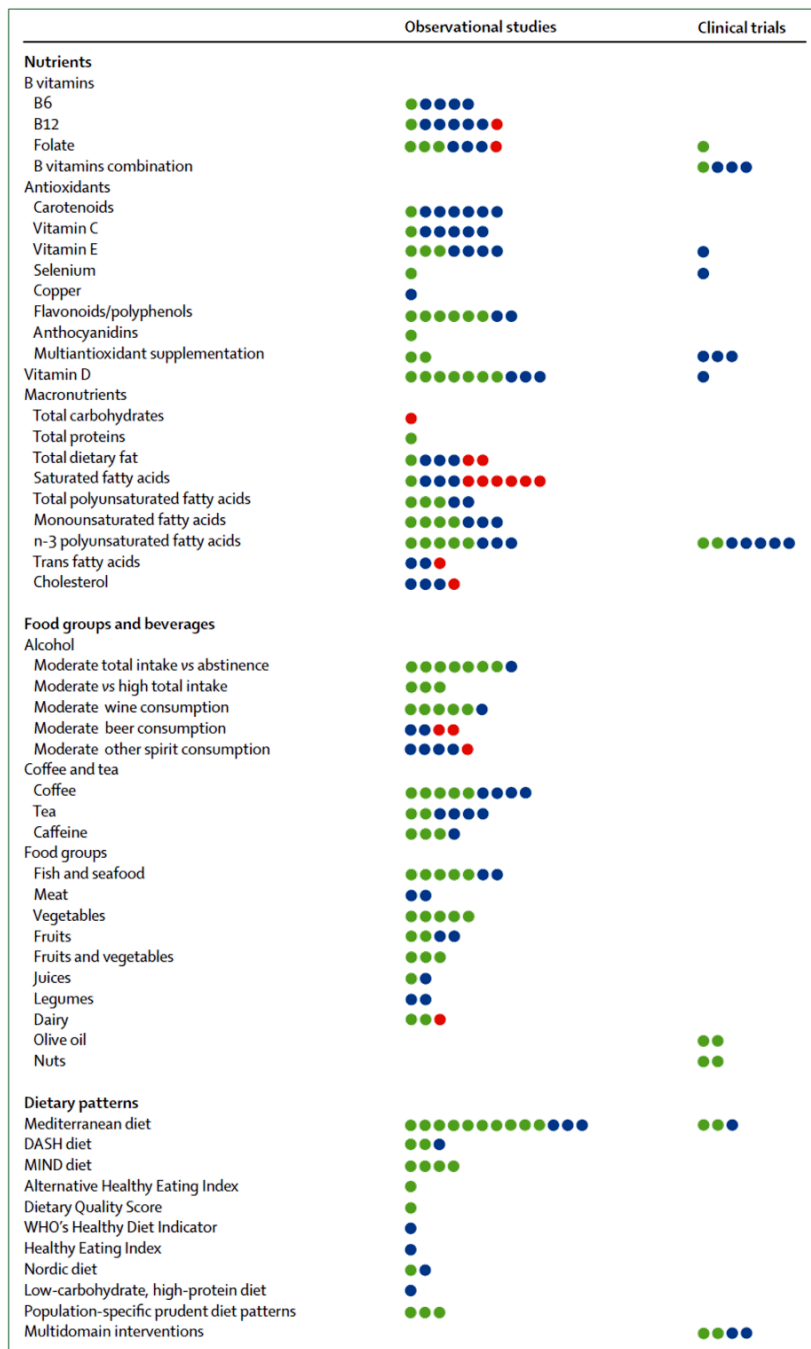 Observational studies Clinical trials
Nutrients
B vitamins
B6
B12
Folate
B vitamins combination
Antioxidants
Carotenoids
Vitamin C
Vitamin E
Selenium
Copper
Flavonoids/polyphenols
Anthocyanidins
Multiantioxidant supplementation
Vitamin D
Macronutrients
Total carbohydrates
Total proteins
Total dietary fat
Saturated fatty acids
Total polyunsaturated fatty acids
Monounsaturated fatty acids
n-3 polyunsaturated fatty acids
Trans fatty acids
Cholesterol
Food groups and beverages
Alcohol
Moderate total intake vs abstinence
Moderate vs high total intake
Moderate wine consumption
Moderate beer consumption
Moderate other spirit consumption
Coffee and tea
Coffee
Tea
Caffeine
Food groups
Fish and seafood
Meat
Vegetables
Fruits
Fruits and vegetables
Juices
Legumes
Dairy
Olive oil
Nuts
Dietary patterns
Mediterranean diet
DASH diet
MIND diet
Alternative Healthy Eating Index
Dietary Quality Score
WHO's Healthy Diet Indicator
Healthy Eating Index
Nordic diet
Low-carbohydrate, high-protein diet
Population-specific prudent diet patterns
Multidomain interventions